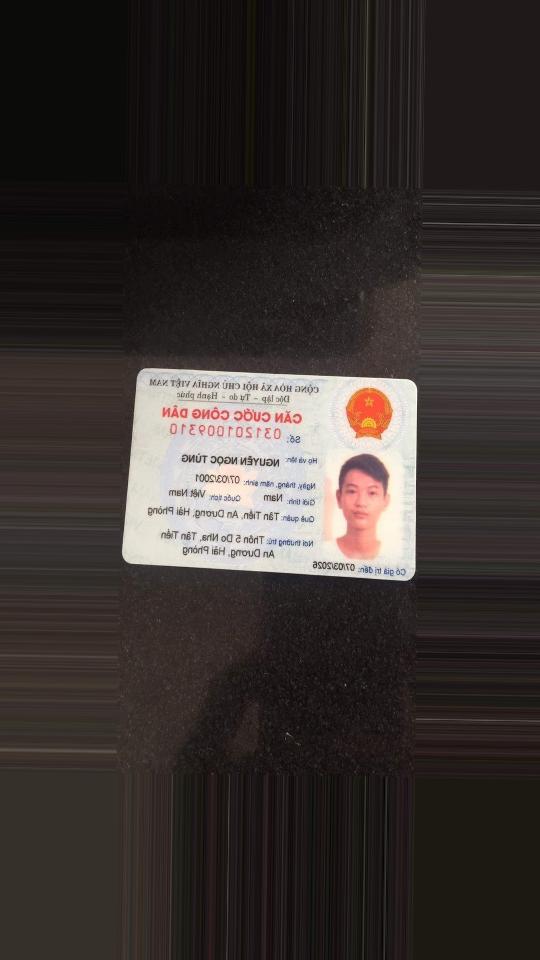 CỘNG HÒA XÃ HỘI CHỦ NGHĨA VIỆT NAM
Độc lập - Tự do - Hạnh phúc
CĂN CƯỚC CÔNG DÂN
Số: 031201009310
Họ và tên: NGUYỄN NGỌC TÙNG
Ngày, tháng, năm sinh: 07/03/2001
Giới tính: Nam Quốc tịch: Việt Nam
Quê quán: Tân Tiến, An Dương, Hải Phòng
Nơi thường trú: Thôn 5 Do Nha, Tân Tiến
An Dương, Hải Phòng
Có giá trị đến: 07/03/2026